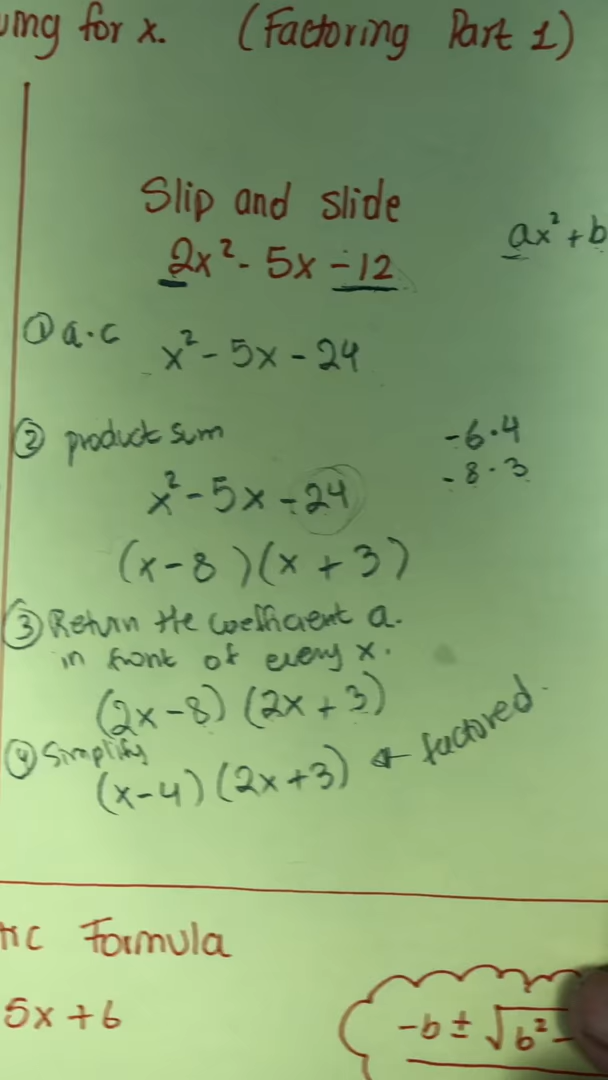 for x. (Factoring Part 1)
Slip and slide
2x² - 5x - 12
ax² + b
① a.c x² - 5x - 24
② product sum
-6.4
-8.3
x² - 5x - 24
(x - 8)(x + 3)
③ Return the coefficient a.
in front of every x.
(2x - 8) (2x + 3)
④ Simplify
(x - 4) (2x + 3) ← factored.
Formula
5x + 6
-b ± √b² -